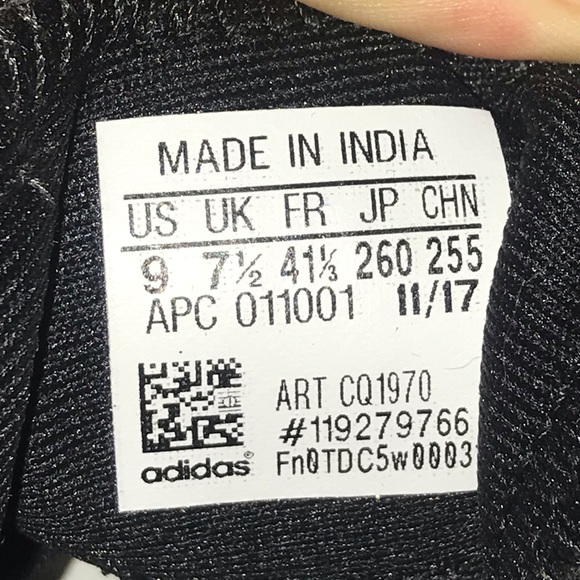 MADE IN INDIA
US UK FR JP CHN
9 7½ 41⅓ 260 255
APC 011001 11/17
ART CQ1970
#119279766
adidas® Fn0TDC5w0003